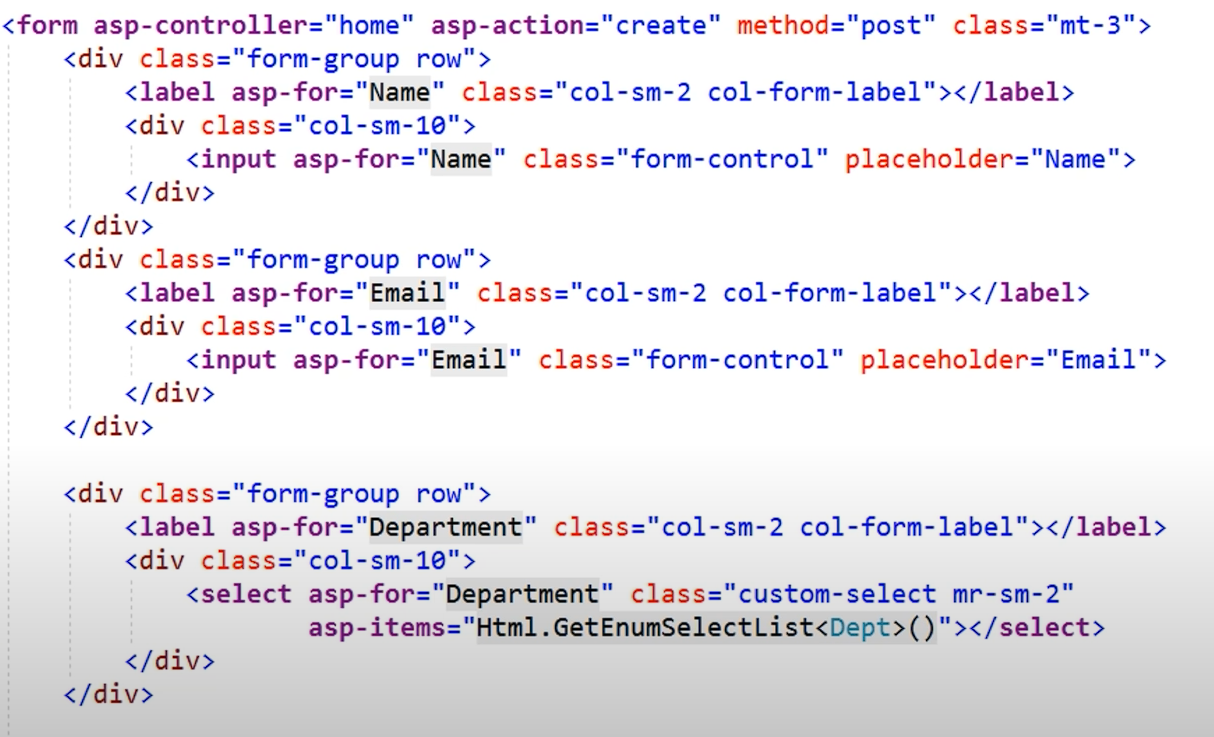 <form asp-controller="home" asp-action="create" method="post" class="mt-3">
<div class="form-group row">
<label asp-for="Name" class="col-sm-2 col-form-label"></label>
<div class="col-sm-10">
<input asp-for="Name" class="form-control" placeholder="Name">
</div>
</div>
<div class="form-group row">
<label asp-for="Email" class="col-sm-2 col-form-label"></label>
<div class="col-sm-10">
<input asp-for="Email" class="form-control" placeholder="Email">
</div>
</div>
<div class="form-group row">
<label asp-for="Department" class="col-sm-2 col-form-label"></label>
<div class="col-sm-10">
<select asp-for="Department" class="custom-select mr-sm-2"
asp-items="Html.GetEnumSelectList<Dept>()"></select>
</div>
</div>